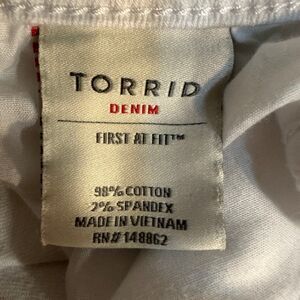 TORRID
DENIM
FIRST AT FIT™
98% COTTON
2% SPANDEX
MADE IN VIETNAM
RN# 148862